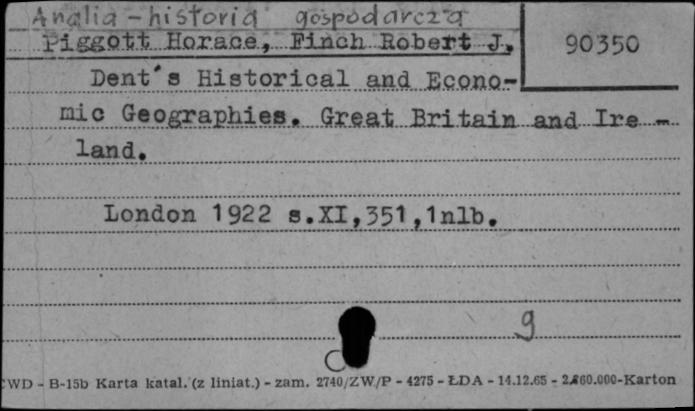 Anglia - historia gospodarcza
Piggott Horace, Finch Robert J.
90350
Dent's Historical and Econo-
mic Geographies. Great Britain and Ire -
land.
London 1922 s.XI,351,1nlb.
9
CWD - B-15b Karta katal. (z liniat.) - zam. 2740/ZW/P - 4275 - ŁDA - 14.12.65 - 2.860.000-Karton